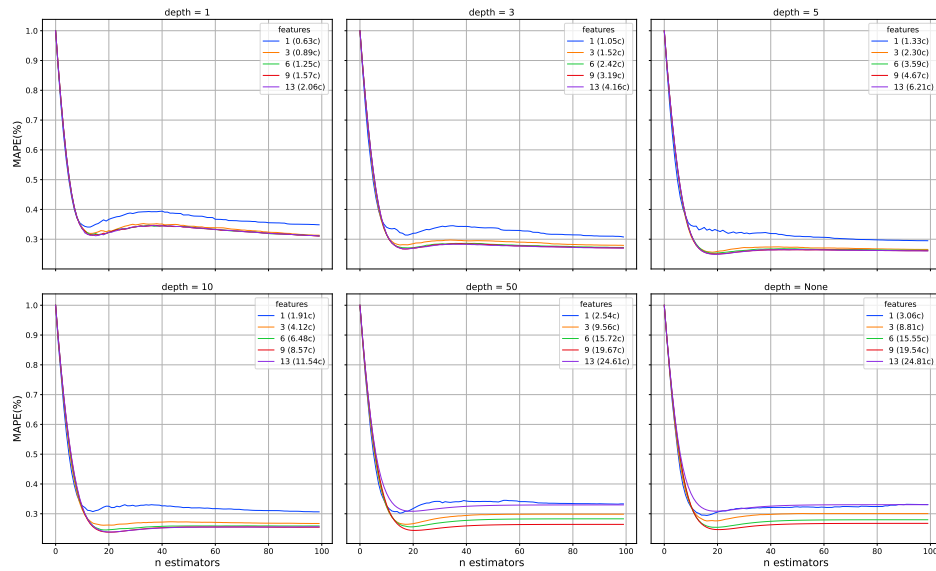 depth = 1
depth = 3
depth = 5
MAPE(%)
1.0
0.9
0.8
0.7
0.6
0.5
0.4
0.3
features
1 (0.63c)
3 (0.89c)
6 (1.25c)
9 (1.57c)
13 (2.06c)
features
1 (1.05c)
3 (1.52c)
6 (2.42c)
9 (3.19c)
13 (4.16c)
features
1 (1.33c)
3 (2.30c)
6 (3.59c)
9 (4.67c)
13 (6.21c)
depth = 10
depth = 50
depth = None
MAPE(%)
1.0
0.9
0.8
0.7
0.6
0.5
0.4
0.3
features
1 (1.91c)
3 (4.12c)
6 (6.48c)
9 (8.57c)
13 (11.54c)
features
1 (2.54c)
3 (9.56c)
6 (15.72c)
9 (19.67c)
13 (24.61c)
features
1 (3.06c)
3 (8.81c)
6 (15.55c)
9 (19.54c)
13 (24.81c)
0 20 40 60 80 100
0 20 40 60 80 100
0 20 40 60 80 100
n estimators
n estimators
n estimators